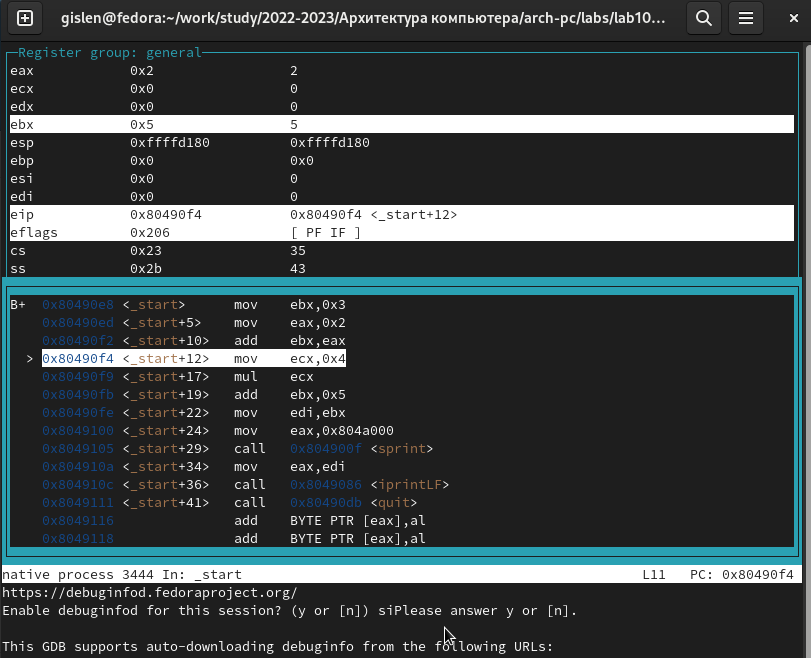 gislen@fedora:~/work/study/2022-2023/Архитектура компьютера/arch-pc/labs/lab10...
Register group: general
eax 0x2 2
ecx 0x0 0
edx 0x0 0
ebx 0x5 5
esp 0xffffd180 0xffffd180
ebp 0x0 0x0
esi 0x0 0
edi 0x0 0
eip 0x80490f4 0x80490f4 <_start+12>
eflags 0x206 [ PF IF ]
cs 0x23 35
ss 0x2b 43
B+ 0x80490e8 <_start> mov ebx,0x3
0x80490ed <_start+5> mov eax,0x2
0x80490f2 <_start+10> add ebx,eax
> 0x80490f4 <_start+12> mov ecx,0x4
0x80490f9 <_start+17> mul ecx
0x80490fb <_start+19> add ebx,0x5
0x80490fe <_start+22> mov edi,ebx
0x8049100 <_start+24> mov eax,0x804a000
0x8049105 <_start+29> call 0x804900f <sprint>
0x804910a <_start+34> mov eax,edi
0x804910c <_start+36> call 0x8049086 <iprintLF>
0x8049111 <_start+41> call 0x80490db <quit>
0x8049116 add BYTE PTR [eax],al
0x8049118 add BYTE PTR [eax],al
native process 3444 In: _start L11 PC: 0x80490f4
https://debuginfod.fedoraproject.org/
Enable debuginfod for this session? (y or [n]) siPlease answer y or [n].
This GDB supports auto-downloading debuginfo from the following URLs: